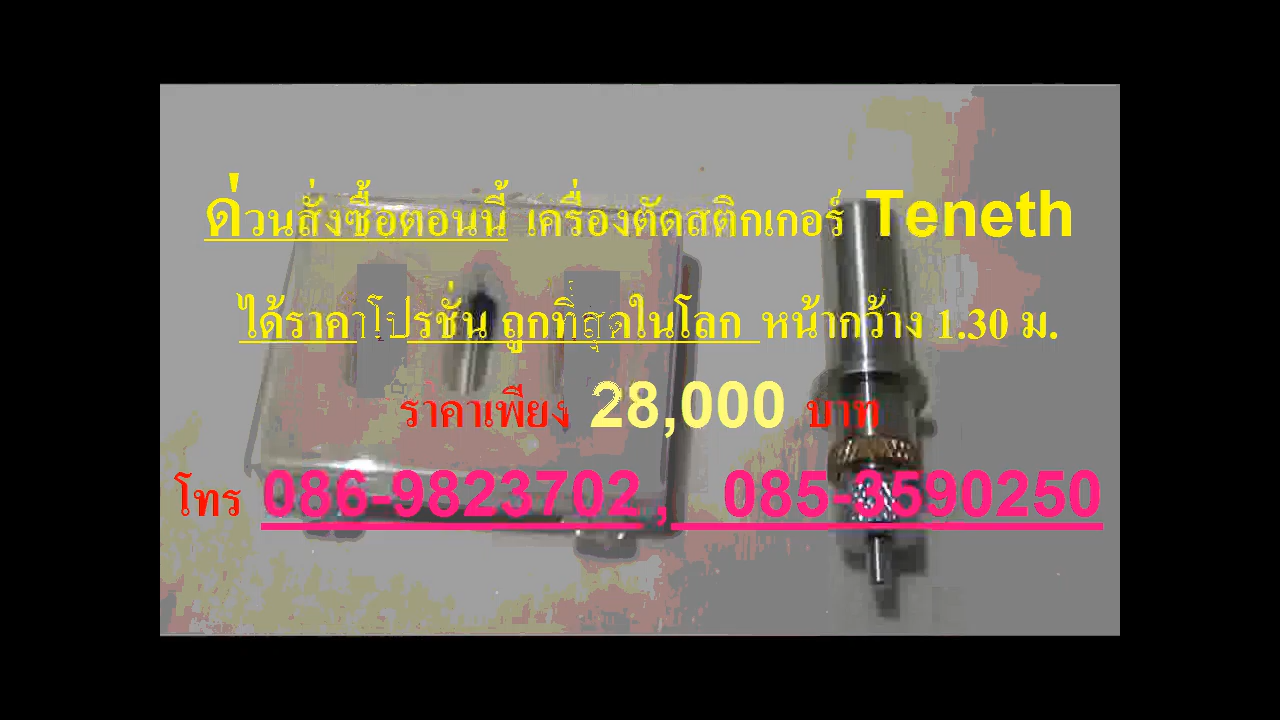 ด่วนสั่งซื้อตอนนี้ เครื่องตัดสติกเกอร์ Teneth
ได้ราคาโปรชั่น ถูกที่สุดในโลก หน้ากว้าง 1.30 ม.
ราคาเพียง 28,000 บาท
โทร 086-9823702 , 085-3590250